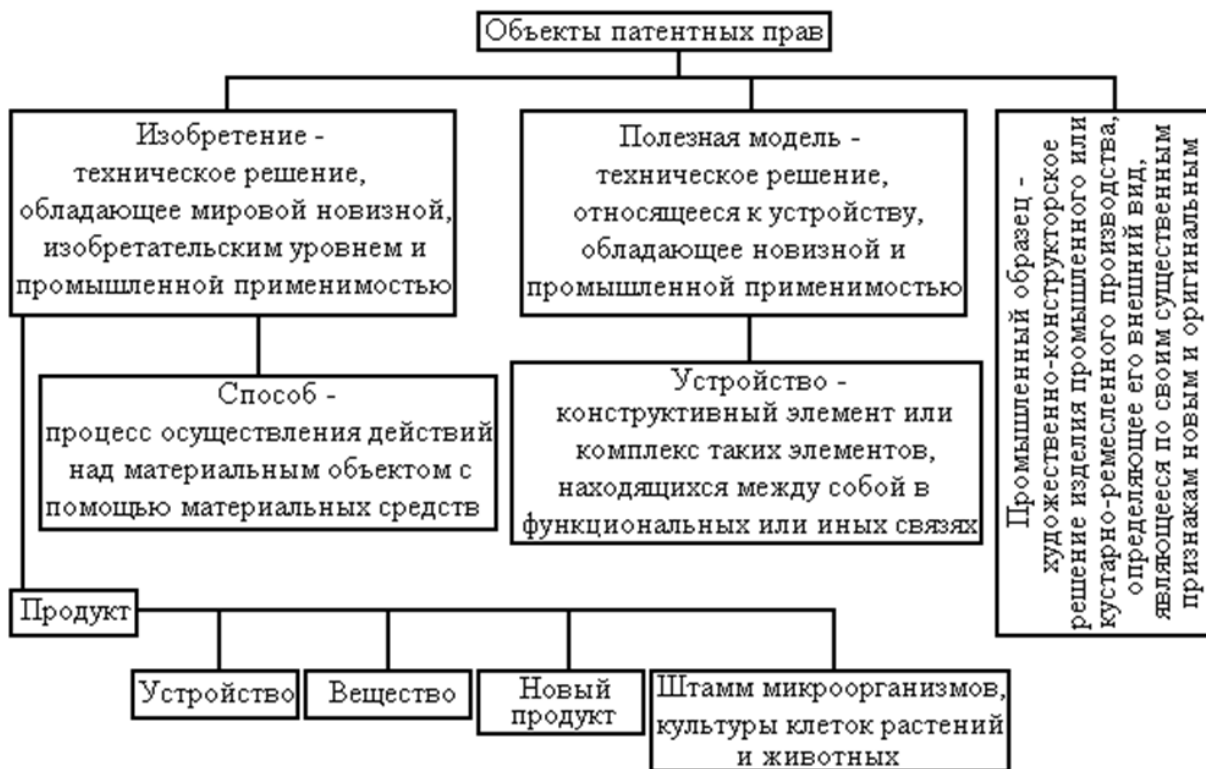 Объекты патентных прав
Изобретение -
техническое решение,
обладающее мировой новизной,
изобретательским уровнем и
промышленной применимостью
Полезная модель -
техническое решение,
относящееся к устройству,
обладающее новизной и
промышленной применимостью
Промышленный образец -
художественно-конструкторское
решение изделия промышленного или
кустарно-ремесленного производства,
определяющее его внешний вид,
являющееся по своим существенным
признакам новым и оригинальным
Способ -
процесс осуществления действий
над материальным объектом с
помощью материальных средств
Устройство -
конструктивный элемент или
комплекс таких элементов,
находящихся между собой в
функциональных или иных связях
Продукт
Устройство
Вещество
Новый
продукт
Штамм микроорганизмов,
культуры клеток растений
и животных